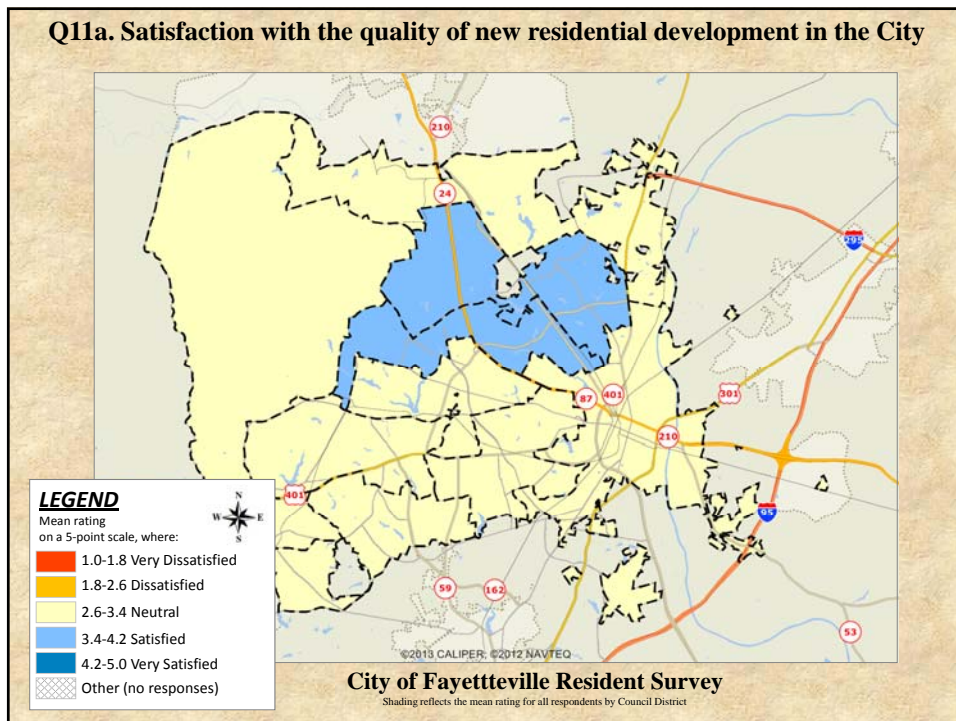 Q11a. Satisfaction with the quality of new residential development in the City
210
24
295
87
401
301
210
401
95
59
162
53
LEGEND
N
W E
S
Mean rating
on a 5-point scale, where:
1.0-1.8 Very Dissatisfied
1.8-2.6 Dissatisfied
2.6-3.4 Neutral
3.4-4.2 Satisfied
4.2-5.0 Very Satisfied
Other (no responses)
©2013 CALIPER; ©2012 NAVTEQ
City of Fayettteville Resident Survey
Shading reflects the mean rating for all respondents by Council District